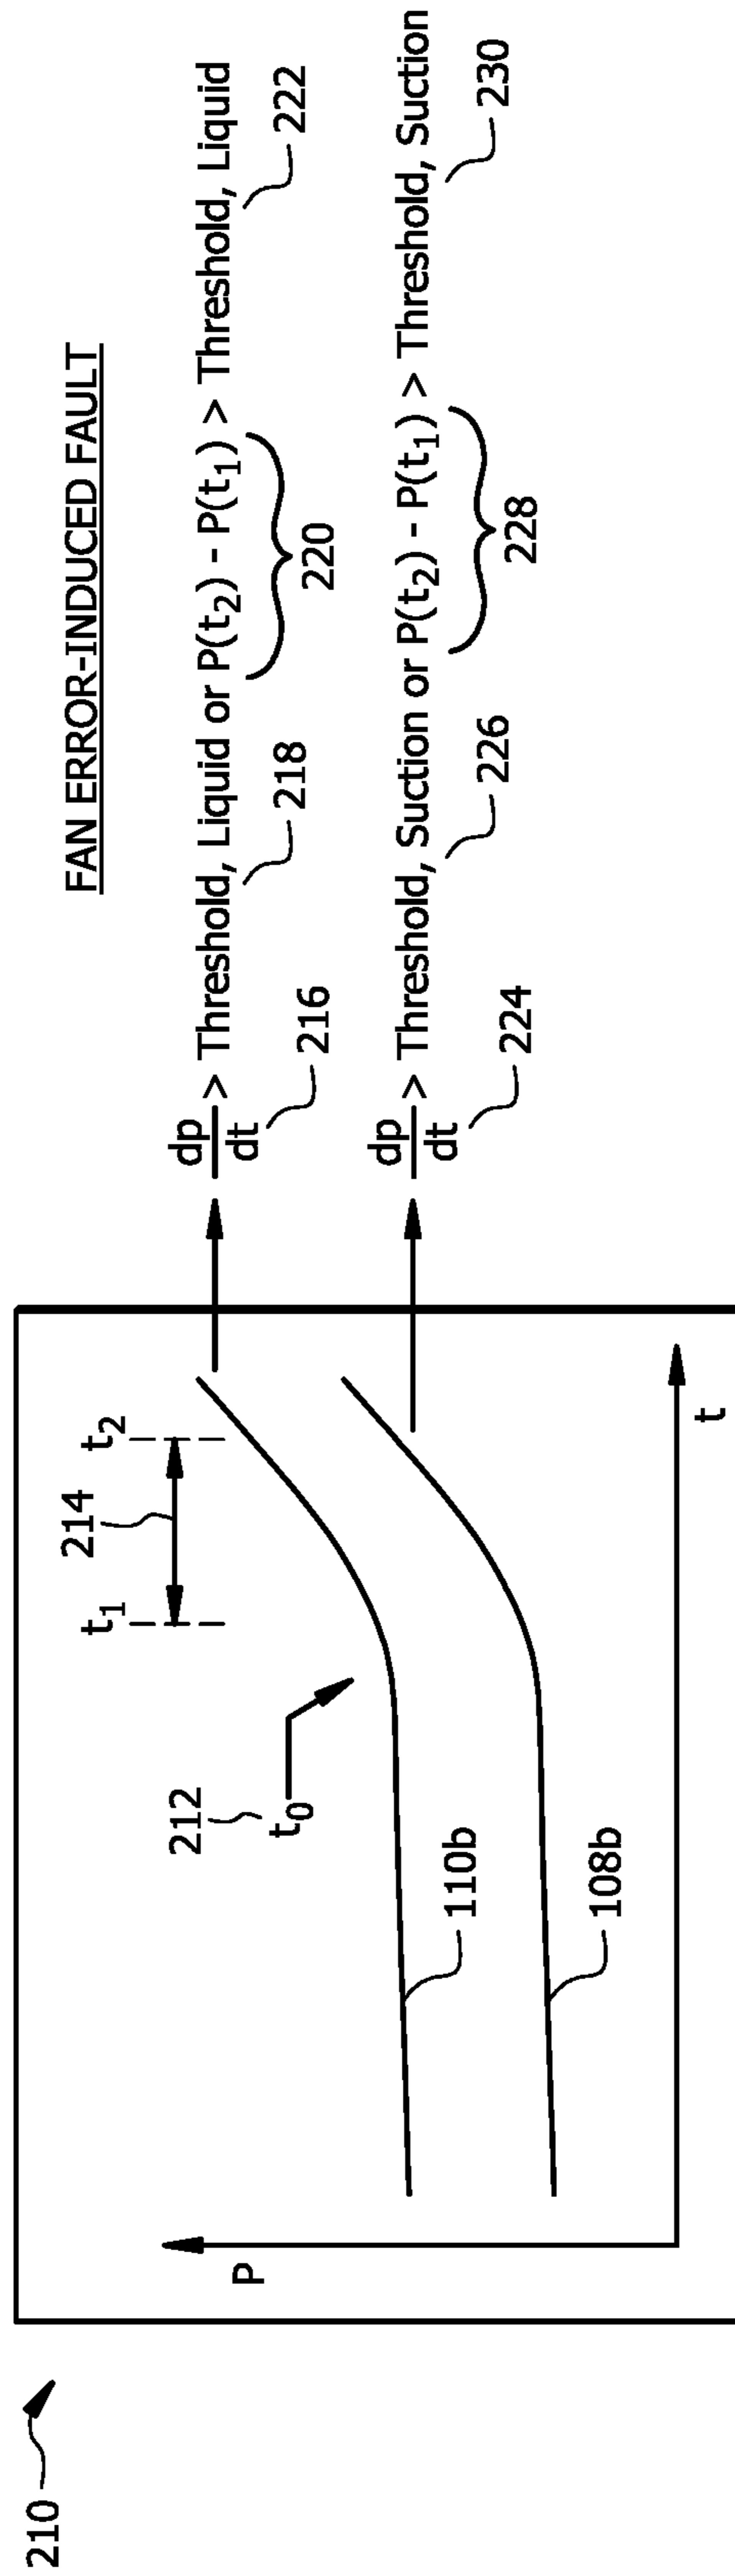 210
FAN ERROR-INDUCED FAULT
214
t1
t2
212
t0
P
110b
108b
t
dp/dt > Threshold, Liquid or P(t2) - P(t1) > Threshold, Liquid
216
218
220
222
dp/dt > Threshold, Suction or P(t2) - P(t1) > Threshold, Suction
224
226
228
230